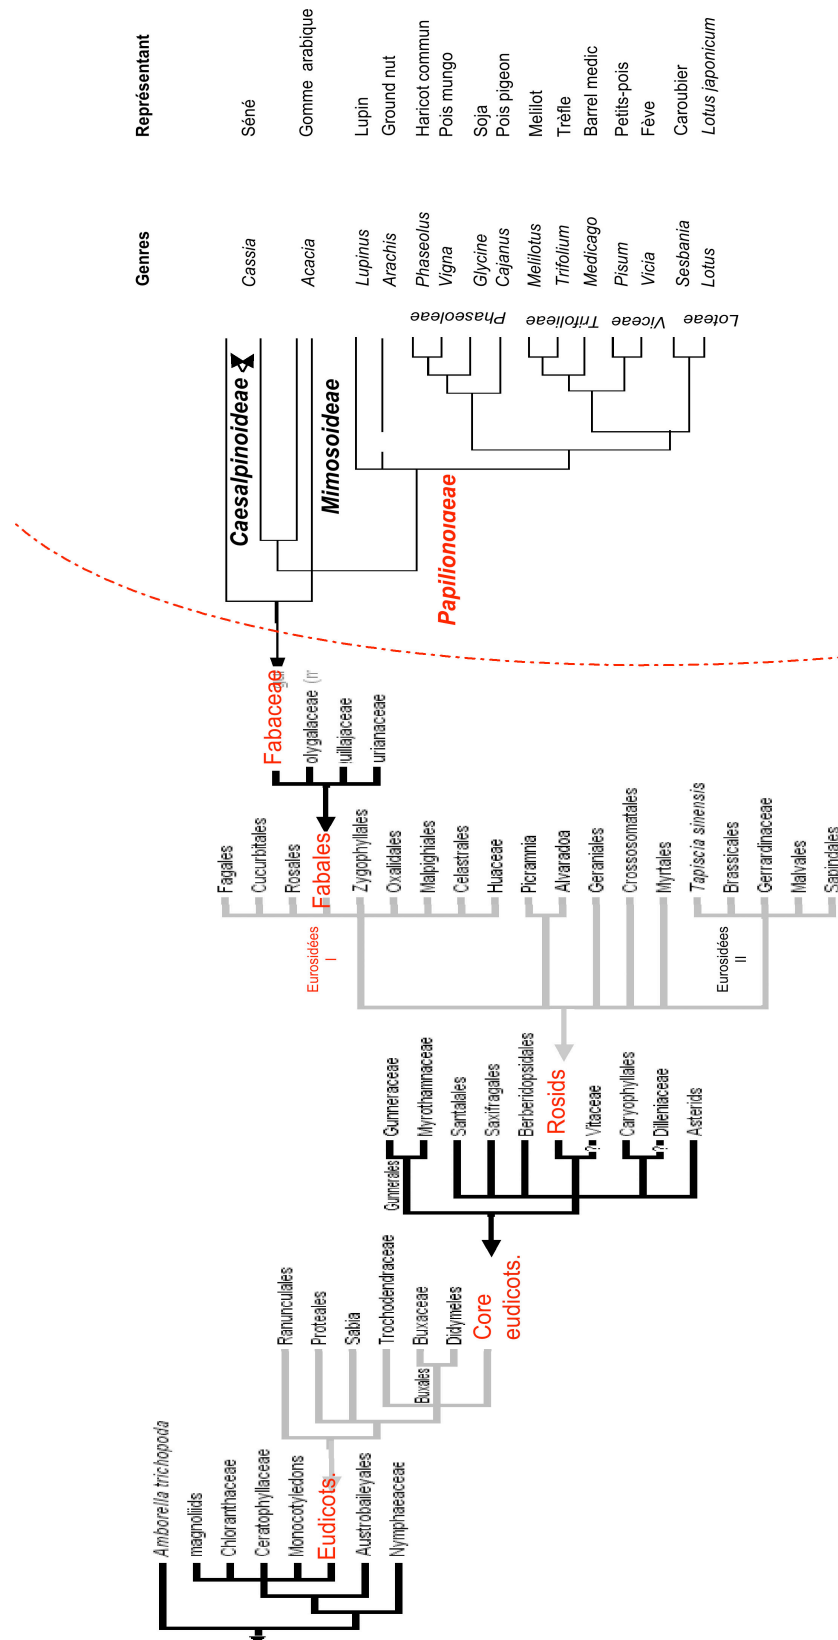 Représentant
Séné
Gomme arabique
Lupin
Ground nut
Haricot commun
Pois mungo
Soja
Pois pigeon
Melilot
Trèfle
Barrel medic
Petits-pois
Fève
Caroubier
Lotus japonicum
Genres
Cassia
Acacia
Lupinus
Arachis
Phaseolus
Vigna
Glycine
Cajanus
Melilotus
Trifolium
Medicago
Pisum
Vicia
Sesbania
Lotus
Phaseoleae
Trifolieae
Viceae
Loteae
Caesalpinoideae
Mimosoideae
Papilionoideae
Fabaceae
olygalaceae
uillajaceae
urianaceae
Fagales
Cucurbitales
Rosales
Fabales
Zygophyllales
Oxalidales
Malpighiales
Celastrales
Huaceae
Picramnia
Alvaradoa
Geraniales
Crossosomatales
Myrtales
Tapiscia sinensis
Brassicales
Gerrardinaceae
Malvales
Sapindales
Eurosidées
I
Eurosidées
II
Gunneraceae
Myrothamnaceae
Gunnerales
Santalales
Saxifragales
Berberidopsidales
Rosids
? Vitaceae
Caryophyllales
? Dilleniaceae
Asterids
Ranunculales
Proteales
Sabia
Trochodendraceae
Buxaceae
Didymeles
Buxales
Core
eudicots.
Amborella trichopoda
magnoliids
Chloranthaceae
Ceratophyllaceae
Monocotyledons
Eudicots.
Austrobaileyales
Nymphaeaceae